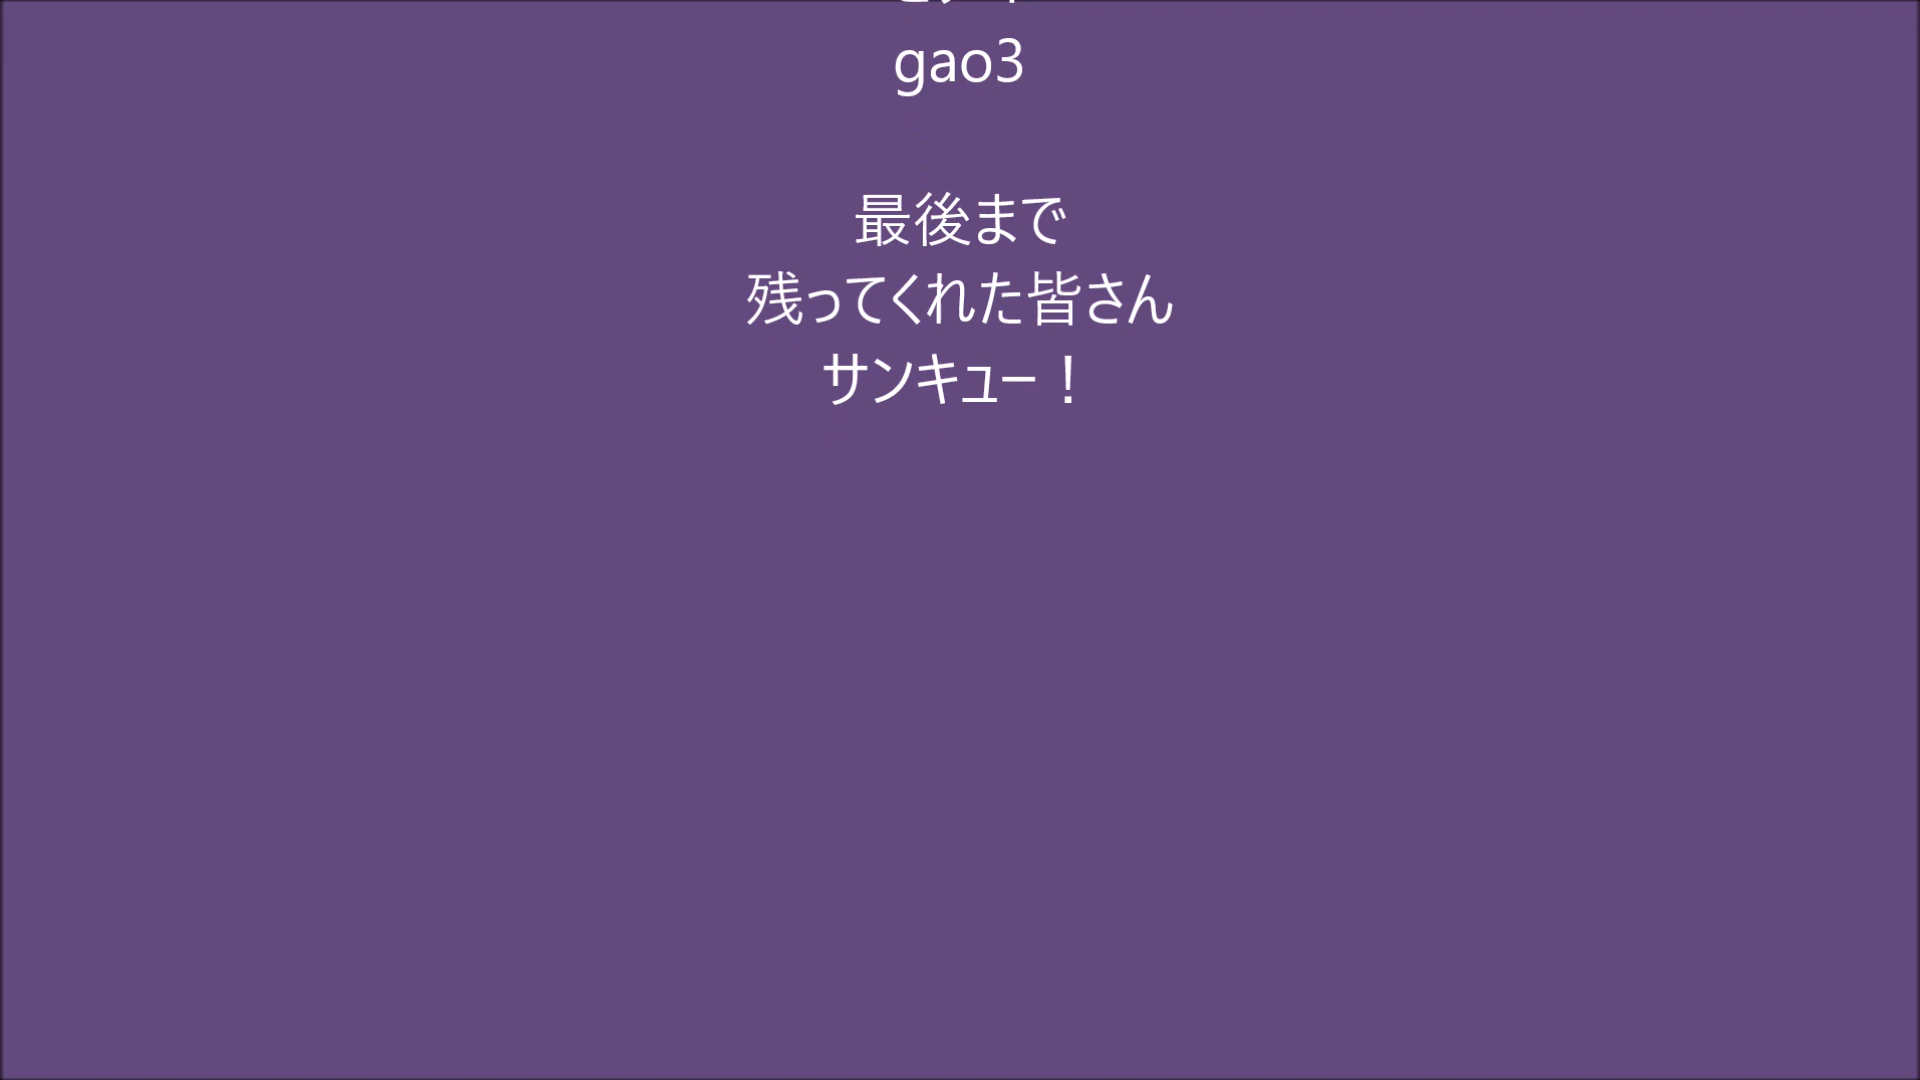 gao3
最後まで
残ってくれた皆さん
サンキュー！